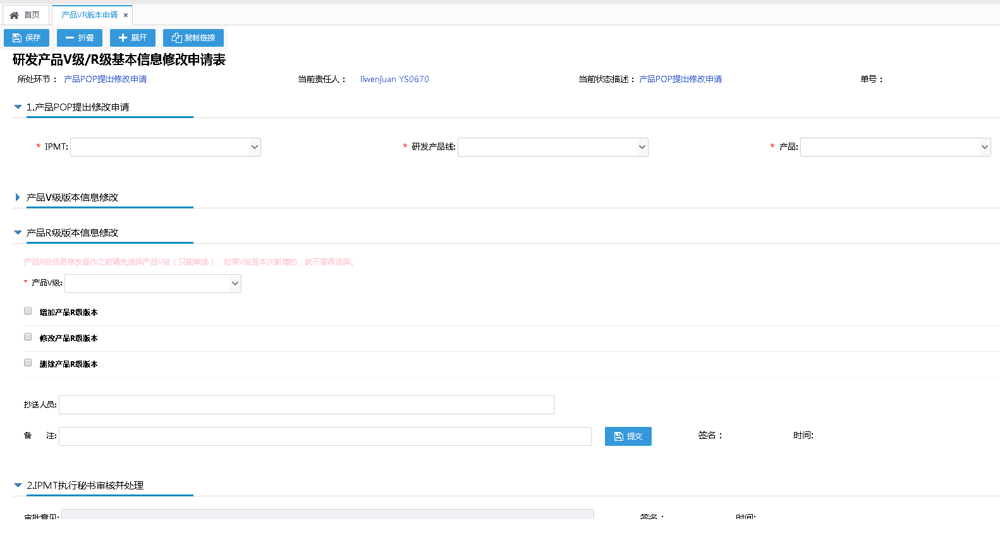 首页 产品VR版本申请 ×
保存 折叠 展开 复制链接
研发产品V级/R级基本信息修改申请表
所处环节： 产品POP提出修改申请 当前责任人： liwenjuan YS0670 当前状态描述： 产品POP提出修改申请 单号：
1.产品POP提出修改申请
* IPMT: * 研发产品线: * 产品:
产品V级版本信息修改
产品R级版本信息修改
产品R级信息修改操作之前请先选择产品V级（只能单选），如果V级是本次新增的，就不需再选择。
* 产品V级:
增加产品R级版本
修改产品R级版本
删除产品R级版本
抄送人员:
备 注: 提交 签名： 时间:
2.IPMT执行秘书审核并处理
审批意见: 签名： 时间: